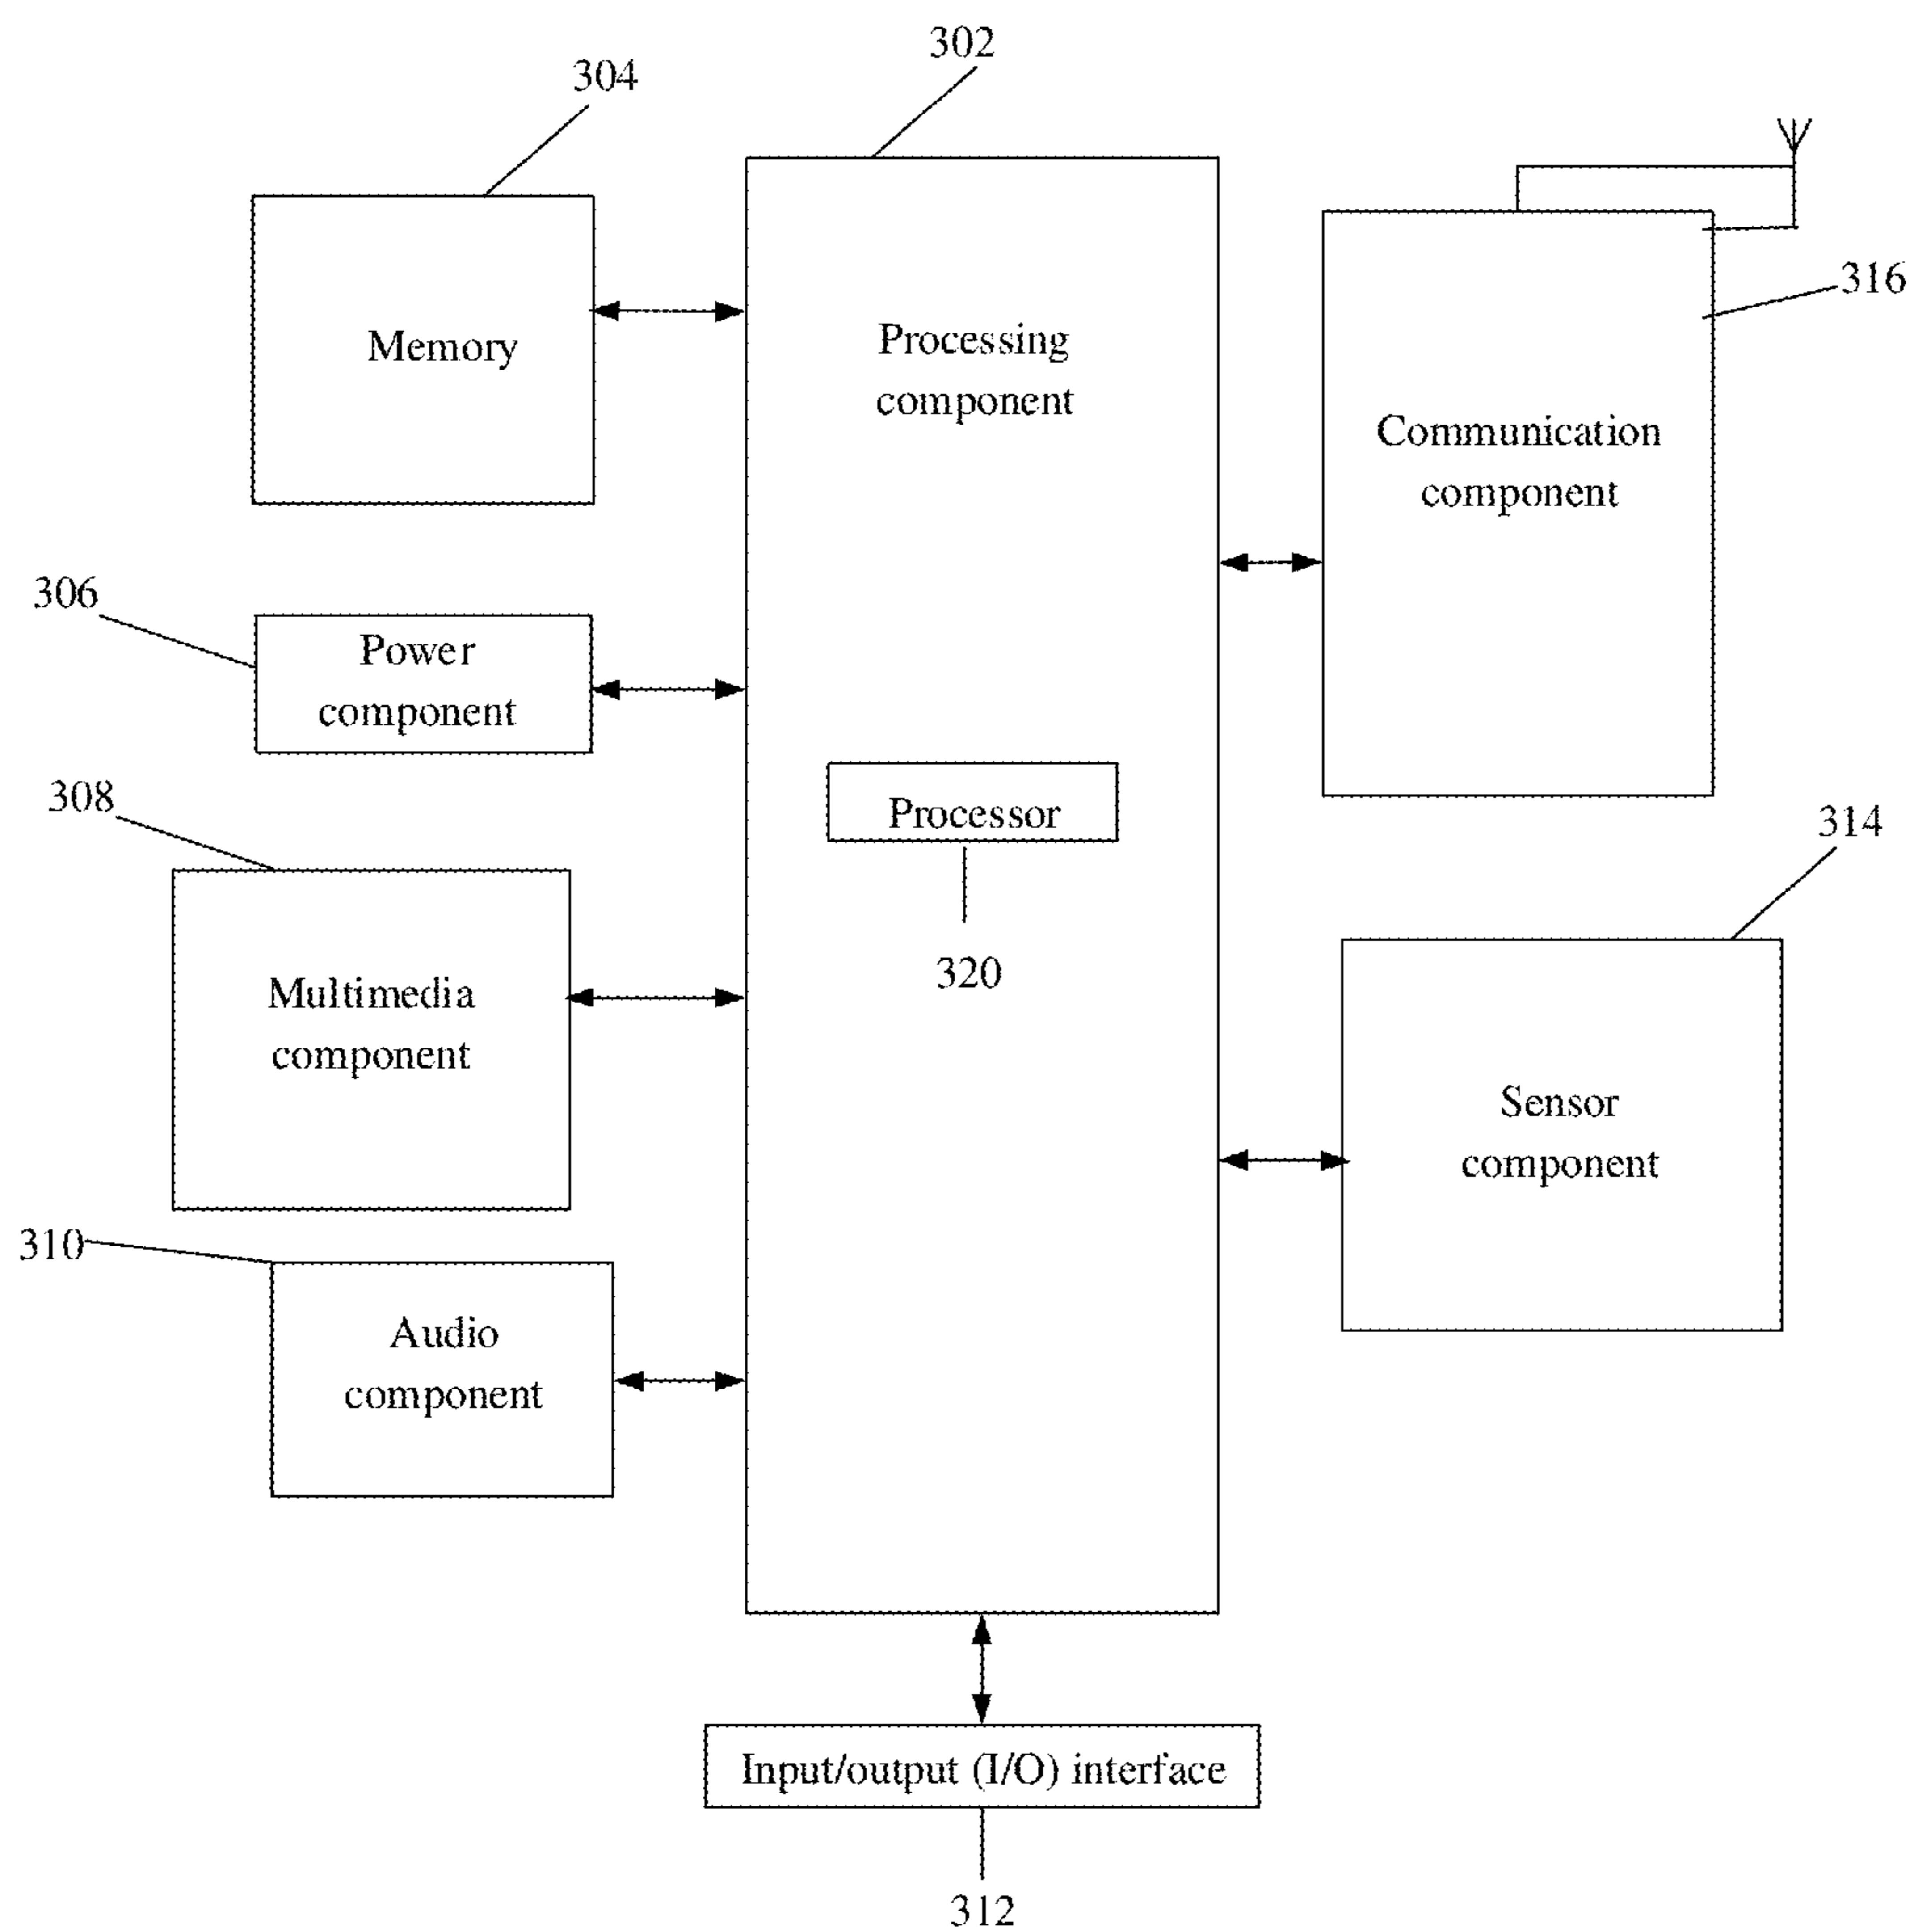 302
304
316
Memory
Processing
component
Communication
component
306
Power
component
308
Processor
314
320
Multimedia
component
Sensor
component
310
Audio
component
Input/output (I/O) interface
312